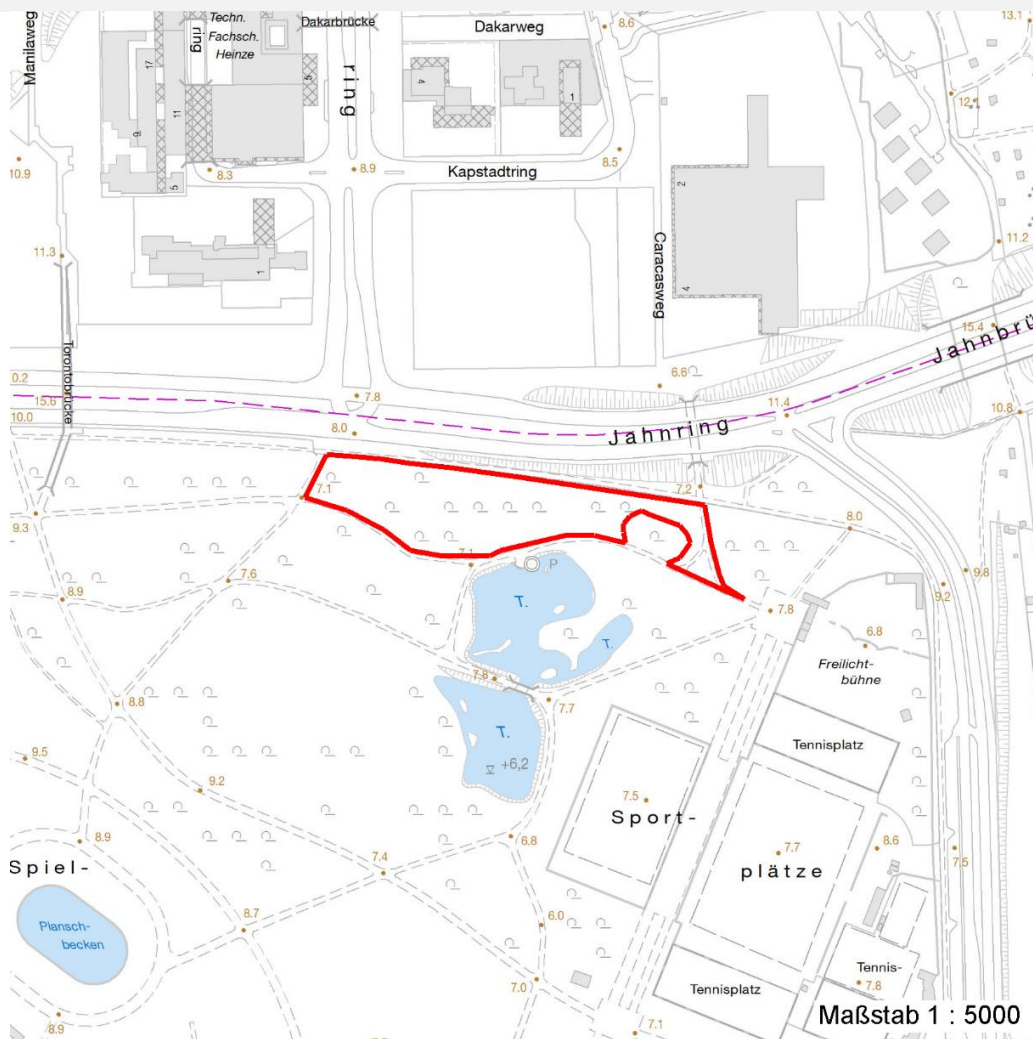 Manilaweg
Techn.
Fachsch.
Heinze
ring
Dakarbrücke
ring
Dakarweg
8.6
13.1
12.1
17
9
11
5
5
4
1
10.9
8.3
8.9
Kapstadtring
8.5
2
11.3
1
Caracasweg
4
11.2
15.4
Jahnbrü
Torontobrücke
0.2
15.6
10.0
7.8
8.0
6.6
11.4
10.8
Jahnring
7.1
7.2
8.0
9.3
7.1
P
7.6
T.
9.8
9.2
8.9
7.8
T.
6.8
Freilicht-
bühne
7.8
7.7
8.8
T.
Tennisplatz
9.5
+6,2
9.2
7.5
Sport-
7.7
8.6
7.5
8.9
6.8
Spiel-
7.4
plätze
Plansch-
becken
8.7
6.0
Tennis-
7.8
7.0
Tennisplatz
8.9
7.1
Maßstab 1 : 5000